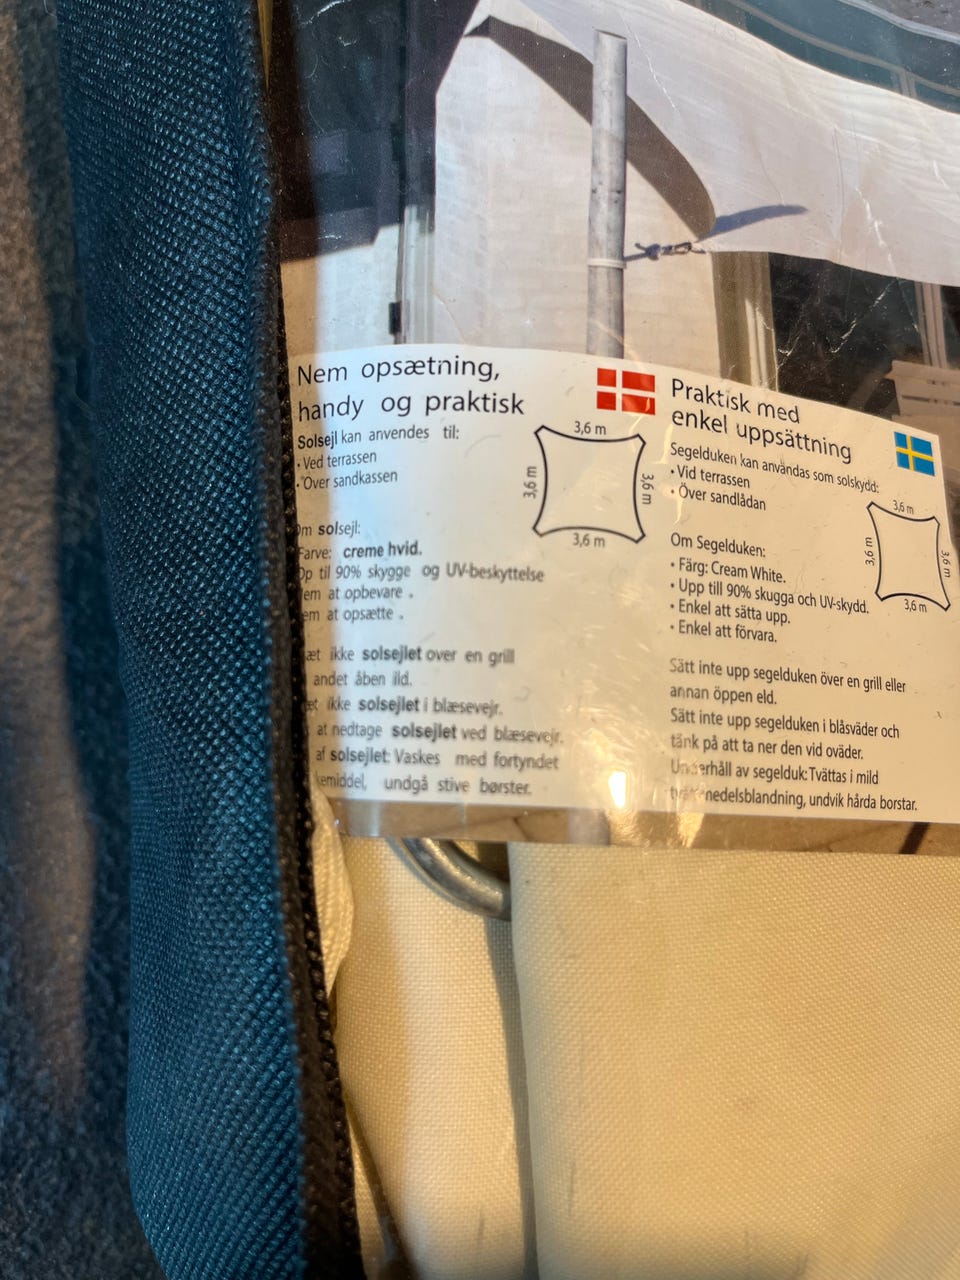 Nem opsætning,
handy og praktisk
Solsejl kan anvendes til:
• Ved terrassen
• Over sandkassen
3,6 m
3,6 m
3,6 m
3,6 m
solsejl:
Farve: creme hvid.
til 90% skygge og UV-beskyttelse
at opbevare .
at opsætte .
ikke solsejlet over en grill
andet åben ild.
ikke solsejlet i blæsevejr.
at nedtage solsejlet ved blæsevejr.
af solsejlet: Vaskes med fortyndet
undgå stive børster.
Praktisk med
enkel uppsättning
Segelduken kan användas som solskydd:
• Vid terrassen
• Över sandlådan
3,6 m
3,6 m
3,6 m
3,6 m
Om Segelduken:
• Färg: Cream White.
• Upp till 90% skugga och UV-skydd.
• Enkel att sätta upp.
• Enkel att förvara.
Sätt inte upp segelduken över en grill eller
annan öppen eld.
Sätt inte upp segelduken i blåsväder och
tänk på att ta ner den vid oväder.
av segelduk: Tvättas i mild
undvik hårda borstar.